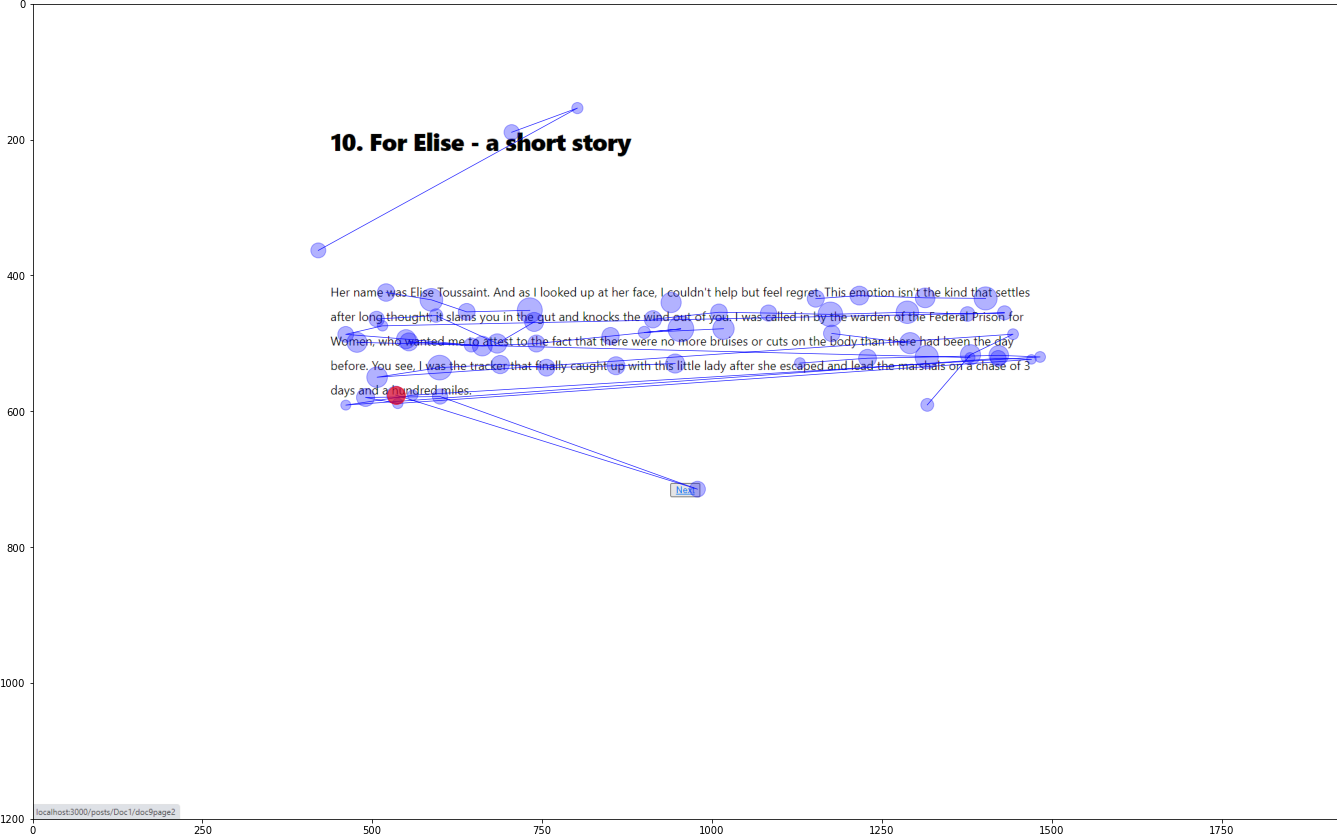 0
200
400
600
800
1000
1200
0
250
500
750
1000
1250
1500
1750
10. For Elise - a short story
Her name was Elise Toussaint. And as I looked up at her face, I couldn't help but feel regret. This emotion isn't the kind that settles
after long thought; it slams you in the gut and knocks the wind out of you. I was called in by the warden of the Federal Prison for
Women, who wanted me to attest to the fact that there were no more bruises or cuts on the body than there had been the day
before. You see, I was the tracker that finally caught up with this little lady after she escaped and lead the marshals on a chase of 3
days and a hundred miles.
Next
localhost:3000/posts/Doc1/doc9page2